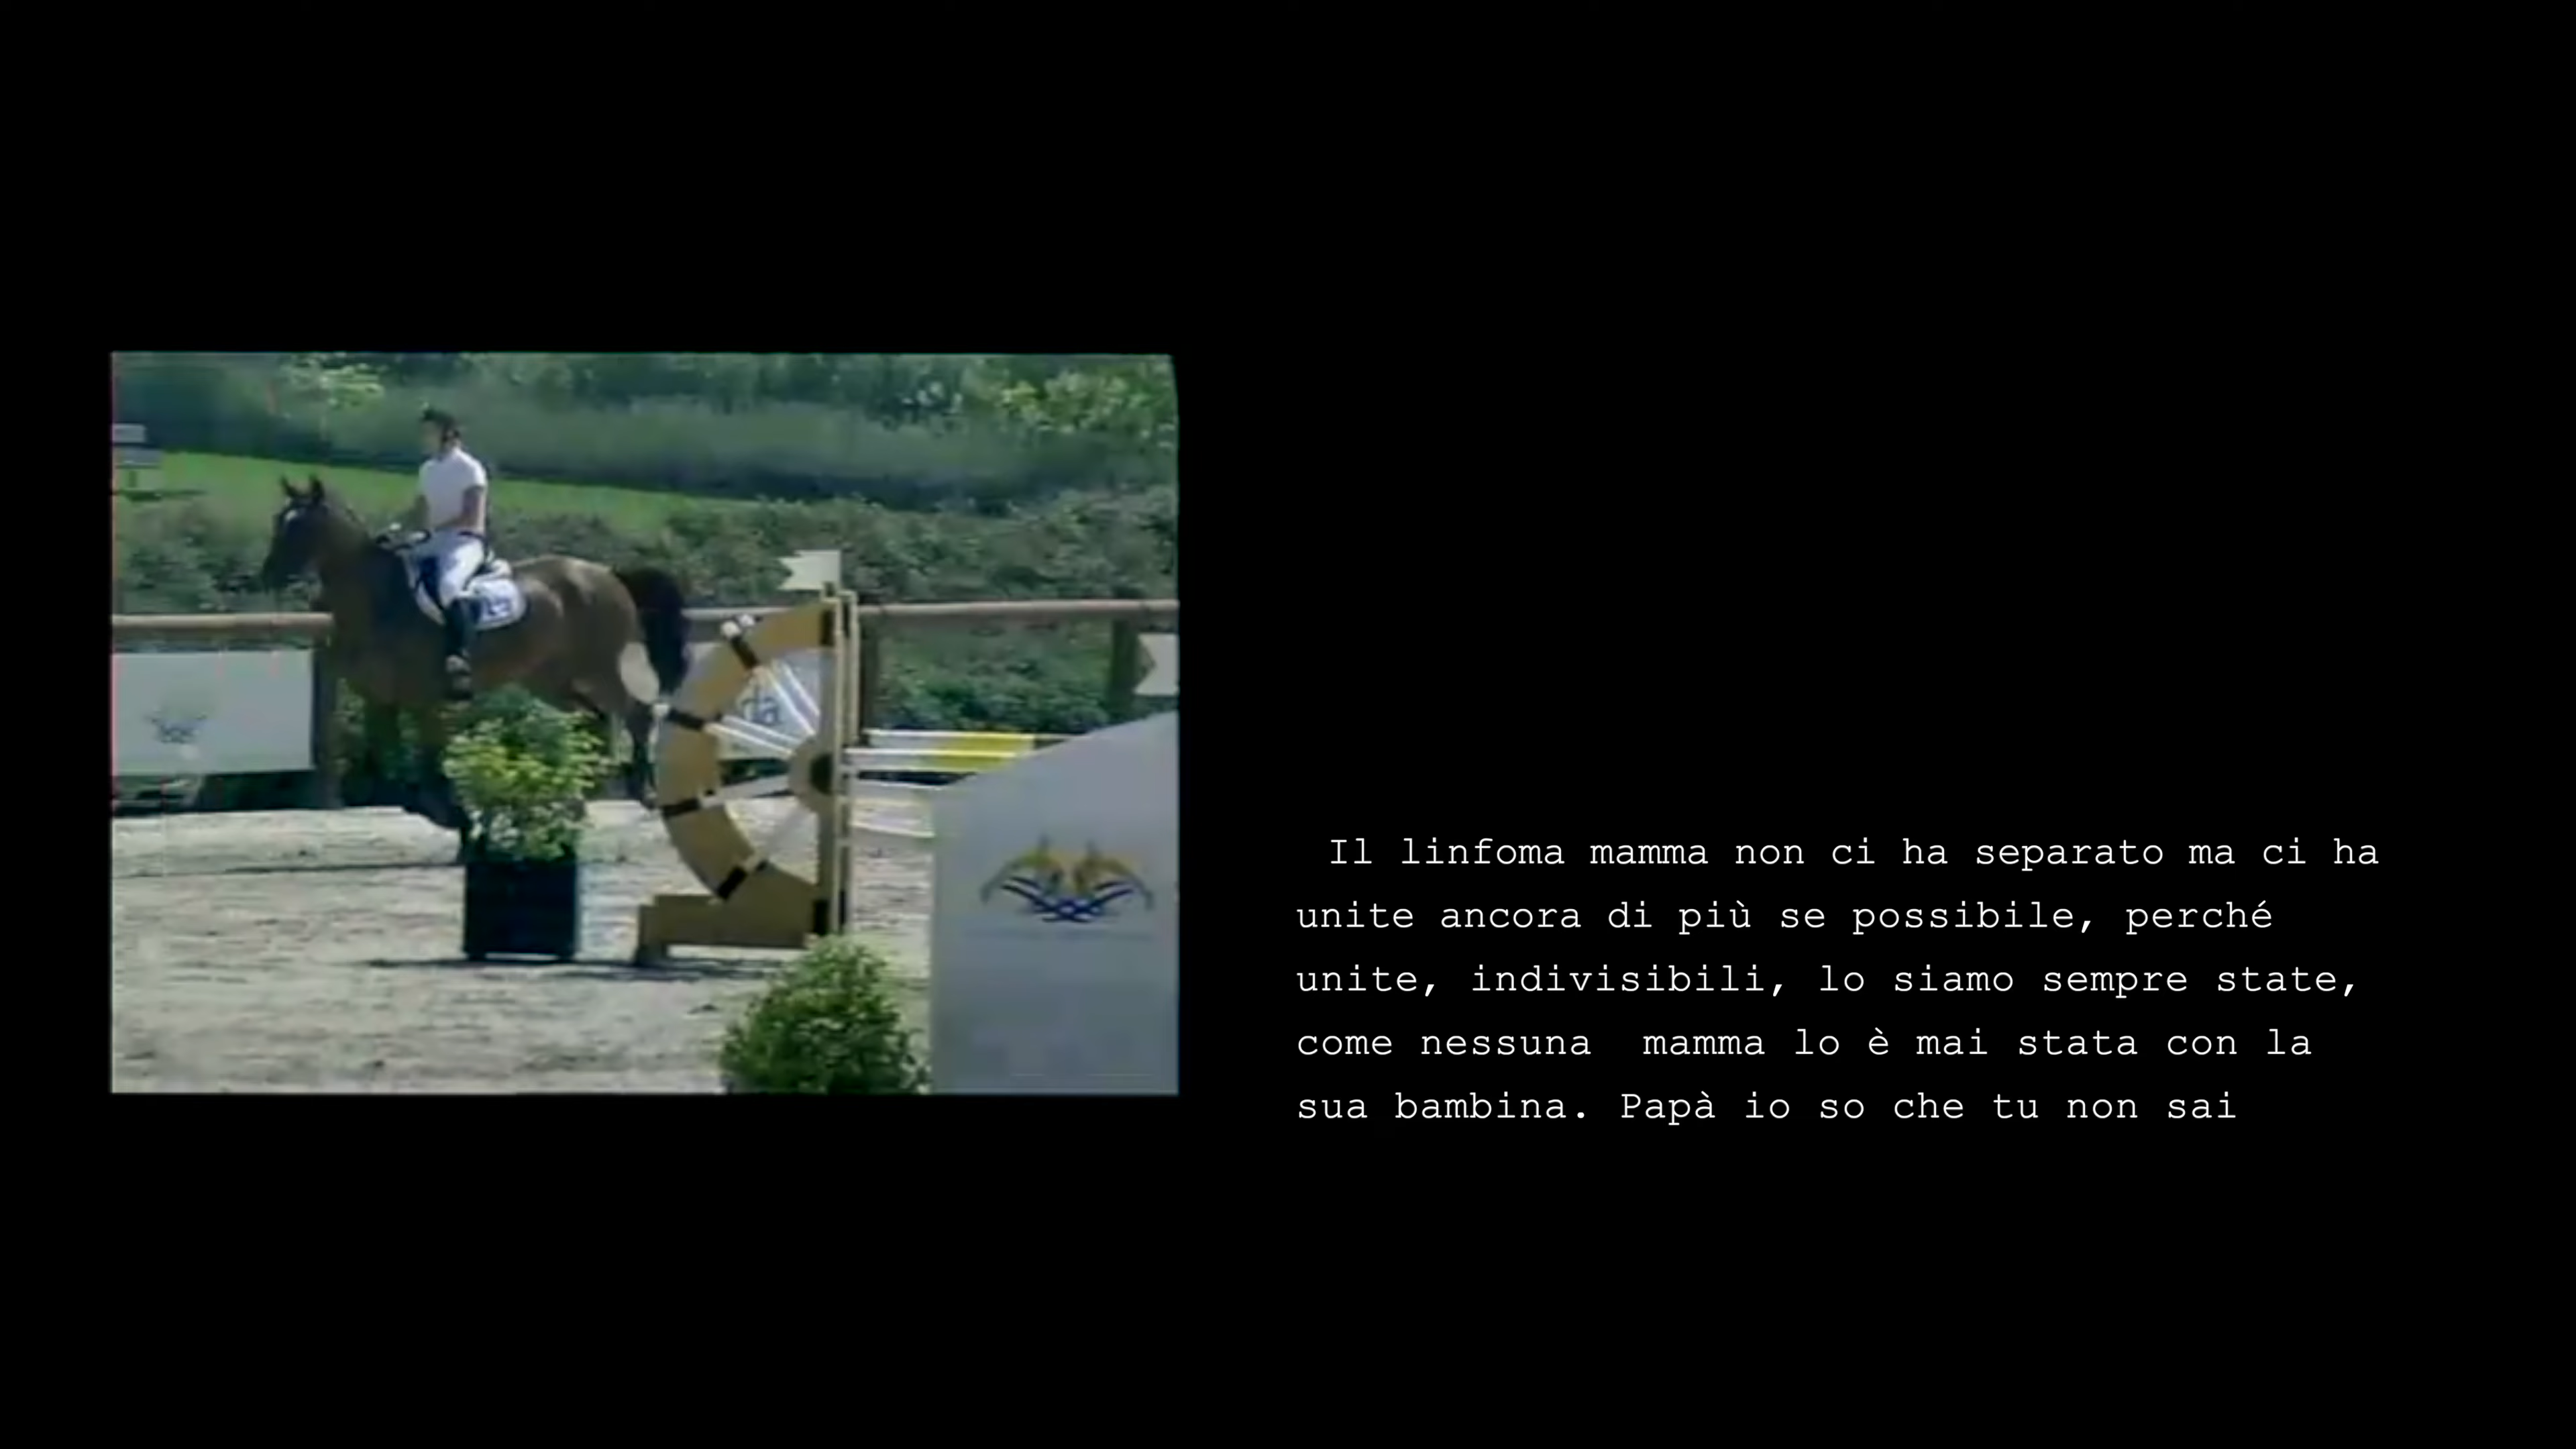 Il linfoma mamma non ci ha separato ma ci ha
unite ancora di più se possibile, perché
unite, indivisibili, lo siamo sempre state,
come nessuna  mamma lo è mai stata con la
sua bambina. Papà io so che tu non sai